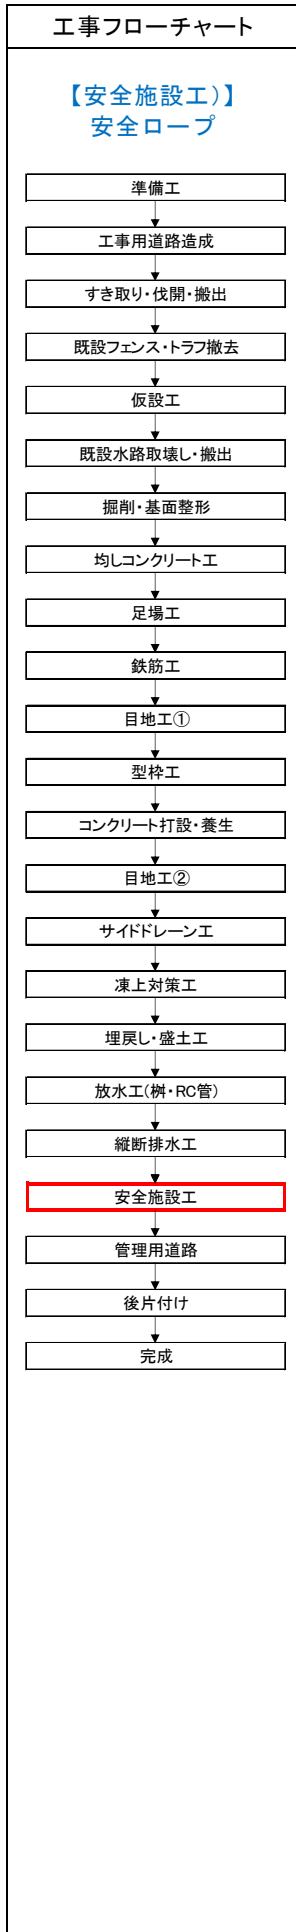 工事フローチャート
【安全施設工)】
安全ロープ
準備工
工事用道路造成
すき取り・伐開・搬出
既設フェンス・トラフ撤去
仮設工
既設水路取壊し・搬出
掘削・基面整形
均しコンクリート工
足場工
鉄筋工
目地工①
型枠工
コンクリート打設・養生
目地工②
サイドドレーン工
凍上対策工
埋戻し・盛土工
放水工(桝・RC管)
縦断排水工
安全施設工
管理用道路
後片付け
完成